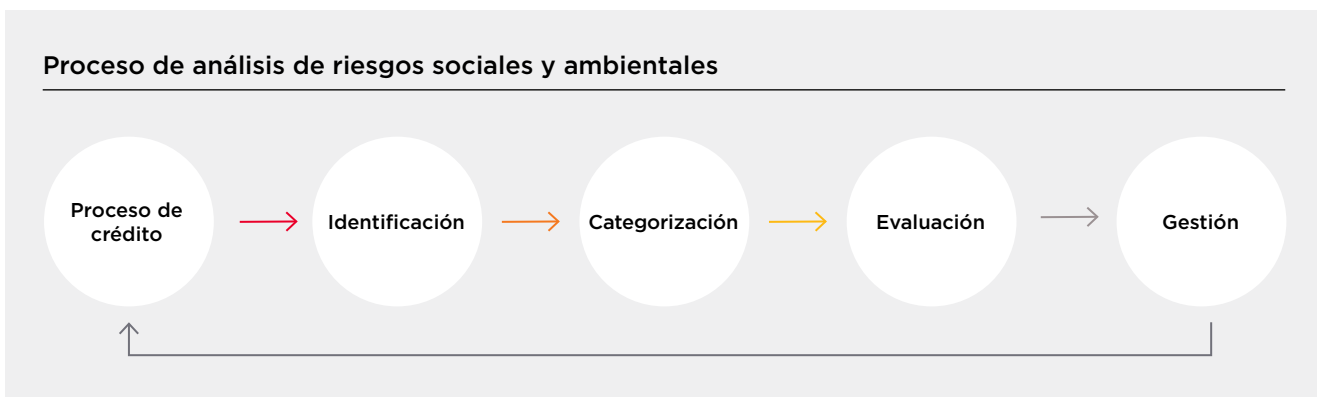 Proceso de análisis de riesgos sociales y ambientales
Proceso de
crédito
Identificación
Categorización
Evaluación
Gestión